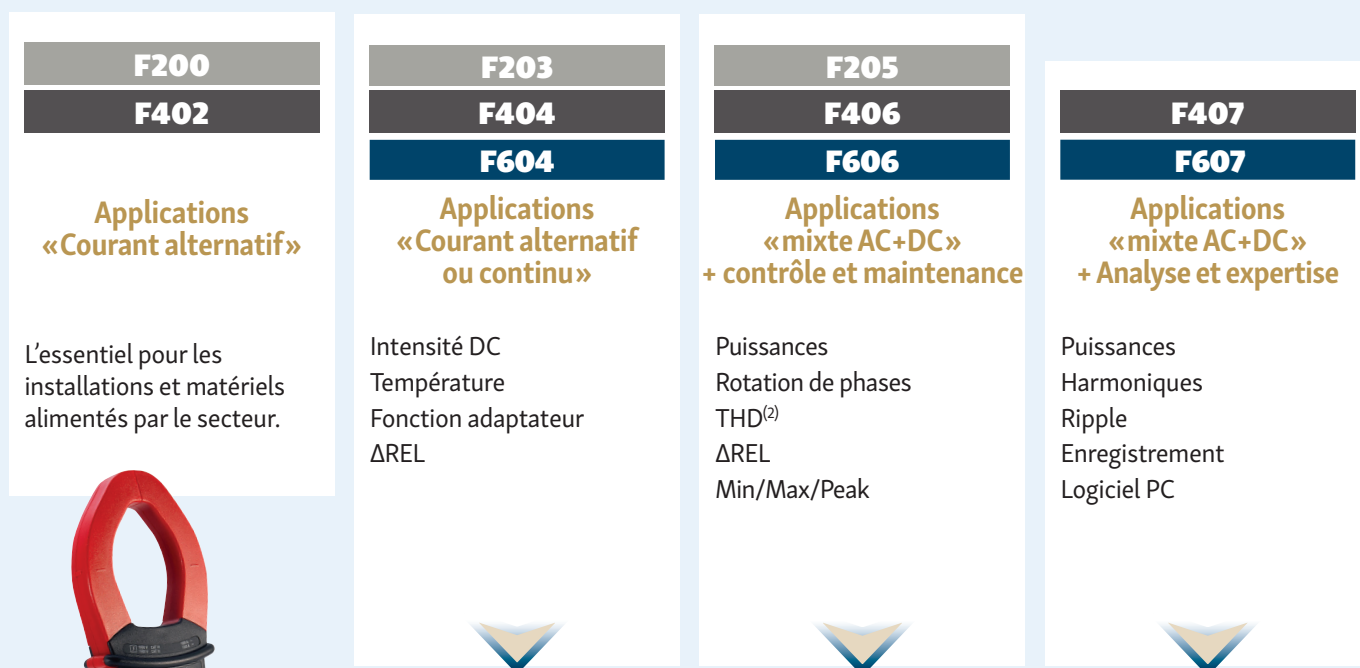 F200
F402
Applications
«Courant alternatif»
L'essentiel pour les
installations et matériels
alimentés par le secteur.
F203
F404
F604
Applications
«Courant alternatif
ou continu»
Intensité DC
Température
Fonction adaptateur
ΔREL
F205
F406
F606
Applications
«mixte AC+DC»
+ contrôle et maintenance
Puissances
Rotation de phases
THD(2)
ΔREL
Min/Max/Peak
F407
F607
Applications
«mixte AC+DC»
+ Analyse et expertise
Puissances
Harmoniques
Ripple
Enregistrement
Logiciel PC